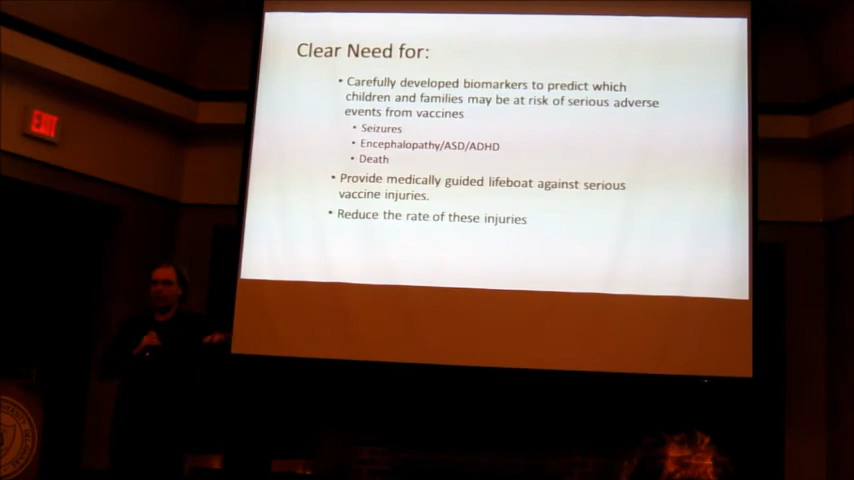 EXIT
Clear Need for:
• Carefully developed biomarkers to predict which
children and families may be at risk of serious adverse
events from vaccines
• Seizures
• Encephalopathy/ASD/ADHD
• Death
• Provide medically guided lifeboat against serious
vaccine injuries.
• Reduce the rate of these injuries